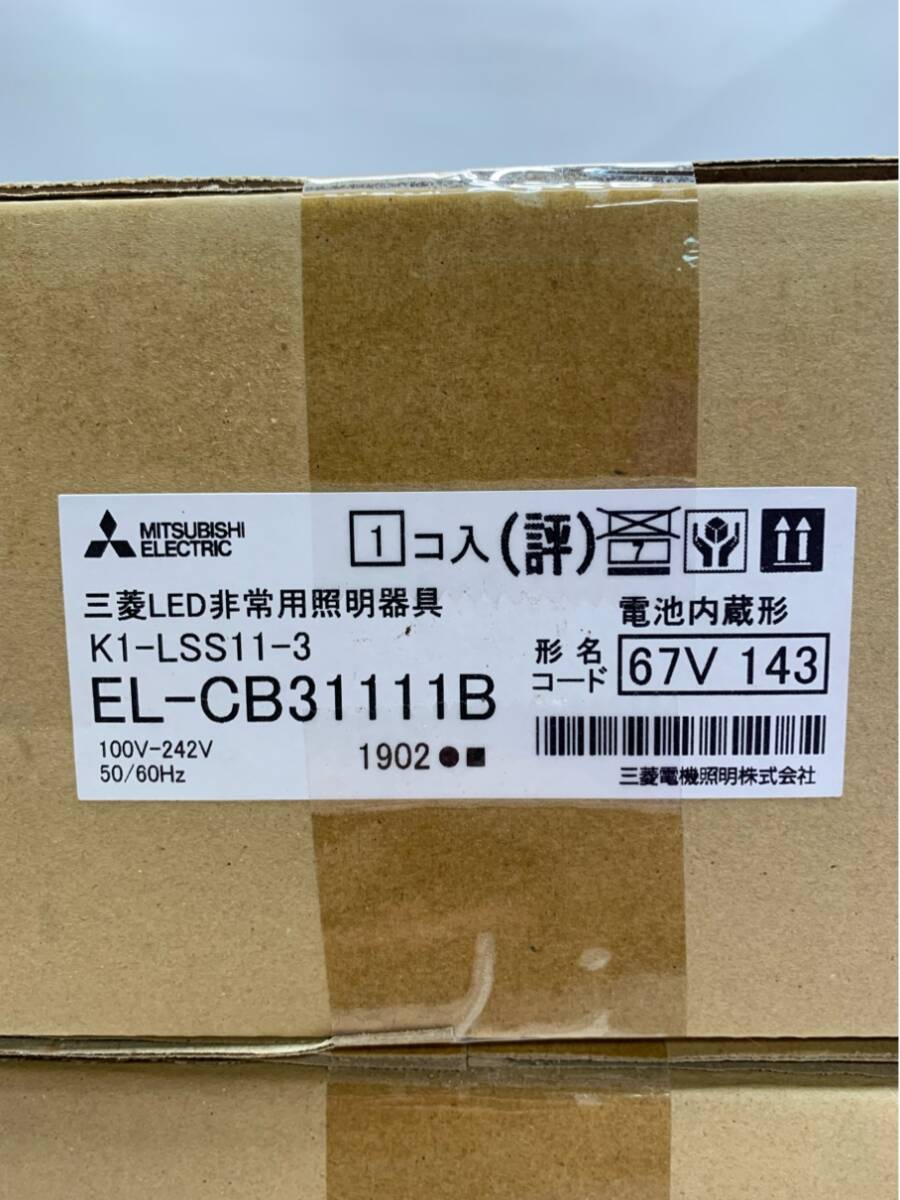 MITSUBISHI
ELECTRIC
1コ入(評)
7
三菱LED非常用照明器具
電池内蔵形
K1-LSS11-3
形名
コード
67V 143
EL-CB31111B
100V-242V
50/60Hz
1902●■
三菱電機照明株式会社